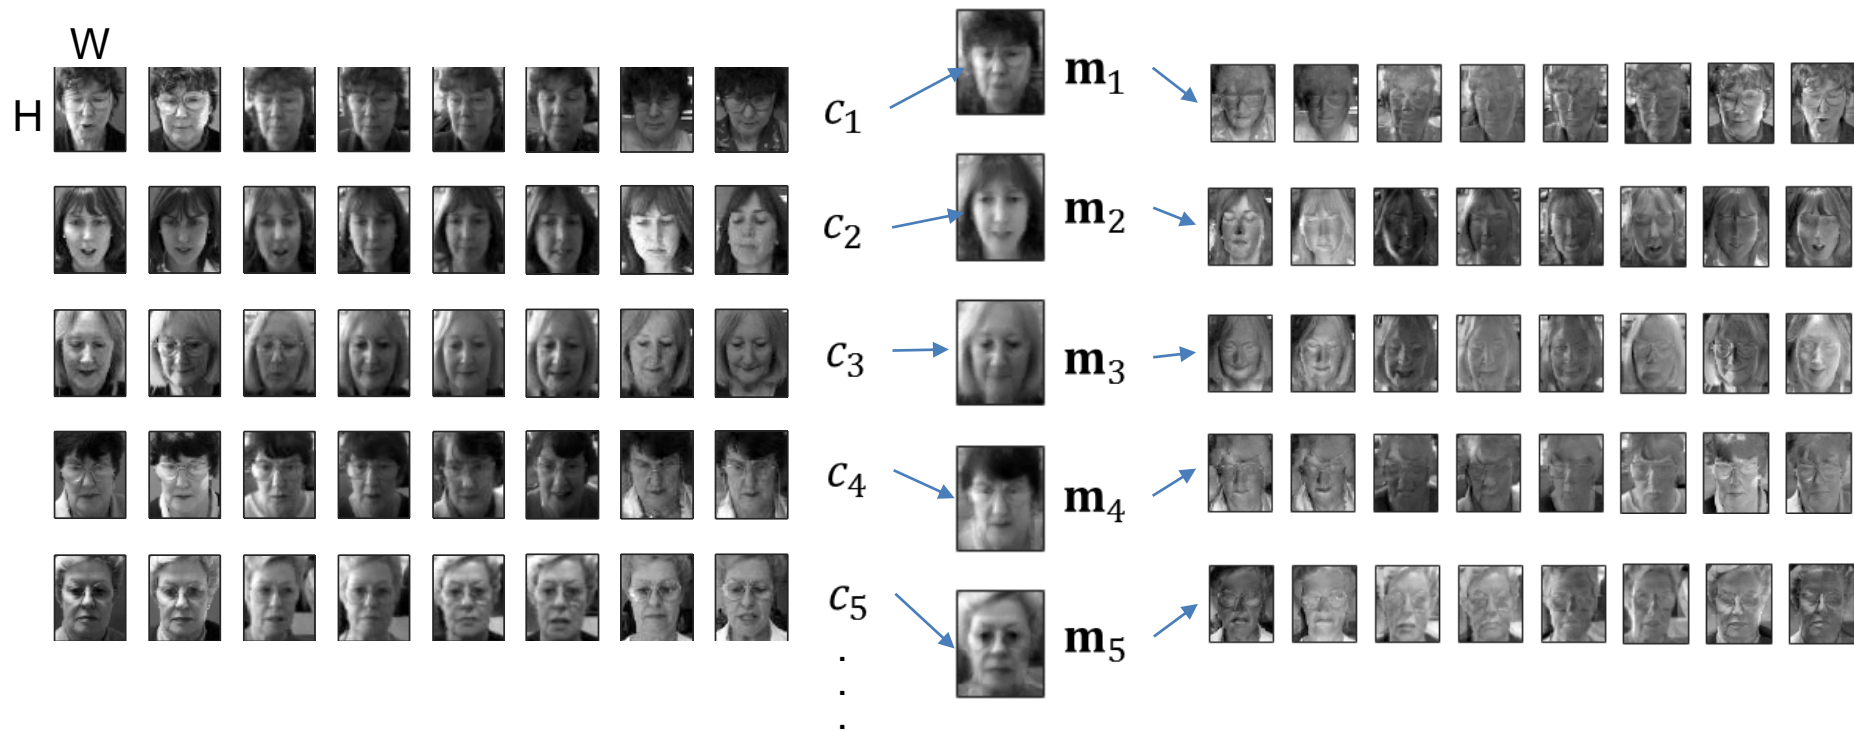 W
H
c₁
m₁
c₂
m₂
c₃
m₃
c₄
m₄
c₅
m₅
.
.
.